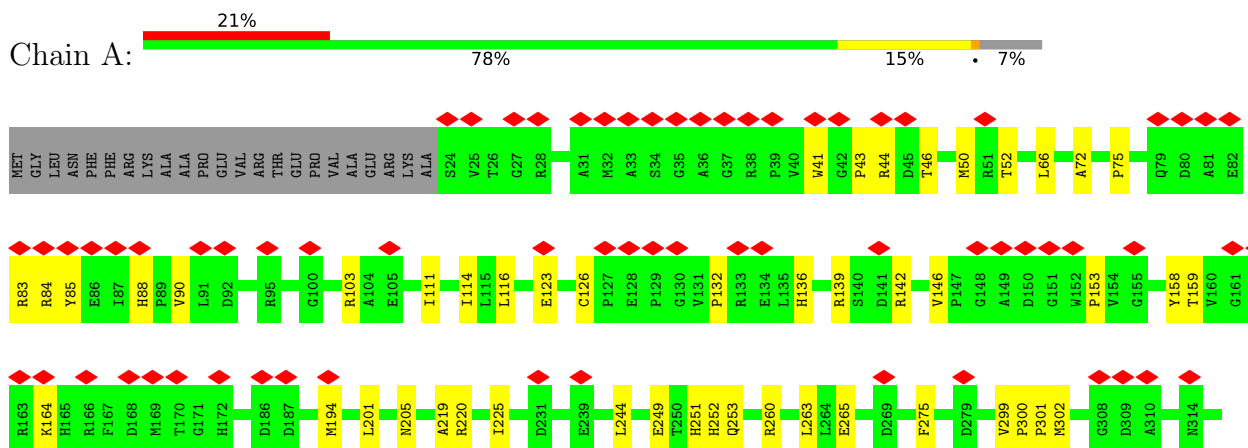 21%
Chain A:
78% 15% • 7%
MET GLY LEU ASN PHE PHE ARG LYS ALA ALA PRO GLU VAL ARG THR GLU PRO VAL ALA GLU ARG LYS ALA S24 V25 T26 G27 R28 A31 M32 A33 S34 G35 A36 G37 R38 P39 V40 W41 G42 P43 R44 D45 T46 M50 R51 T52 L66 A72 P75 Q79 D80 A81 E82
R83 R84 Y85 E86 I87 H88 P89 V90 L91 D92 R95 G100 R103 A104 E105 I111 I114 L115 L116 E123 C126 P127 E128 P129 G130 V131 P132 R133 E134 L135 H136 R139 S140 D141 R142 V146 P147 G148 A149 D150 G151 W152 P153 V154 G155 Y158 T159 V160 G161
R163 K164 H165 R166 F167 D168 M169 T170 G171 H172 D186 D187 M194 L201 N205 A219 R220 I225 D231 E239 L244 E249 T250 H251 H252 Q253 R260 L263 L264 E265 D269 F275 D279 V299 P300 P301 M302 G308 D309 A310 N314